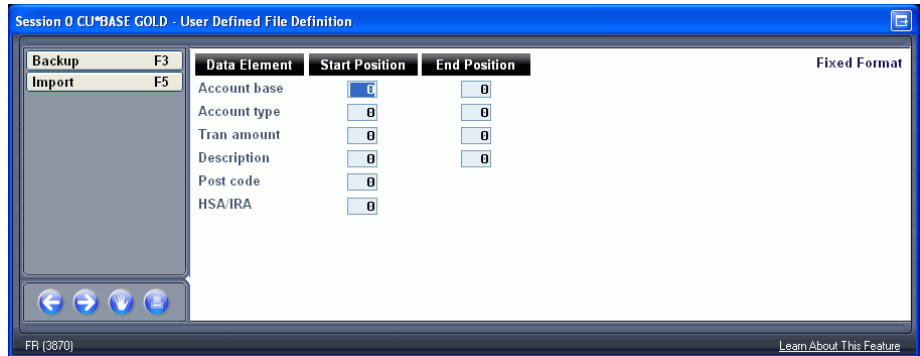 Session 0 CU*BASE GOLD - User Defined File Definition
Backup F3
Import F5
Data Element Start Position End Position Fixed Format
Account base 0 0
Account type 0 0
Tran amount 0 0
Description 0 0
Post code 0
HSA/IRA 0
FR (3870) Learn About This Feature